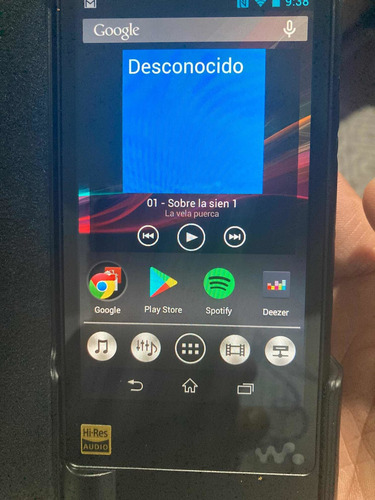 9:38
Google
Desconocido
01 - Sobre la sien 1
La vela puerca
Google
Play Store
Spotify
Deezer
Hi-Res
AUDIO